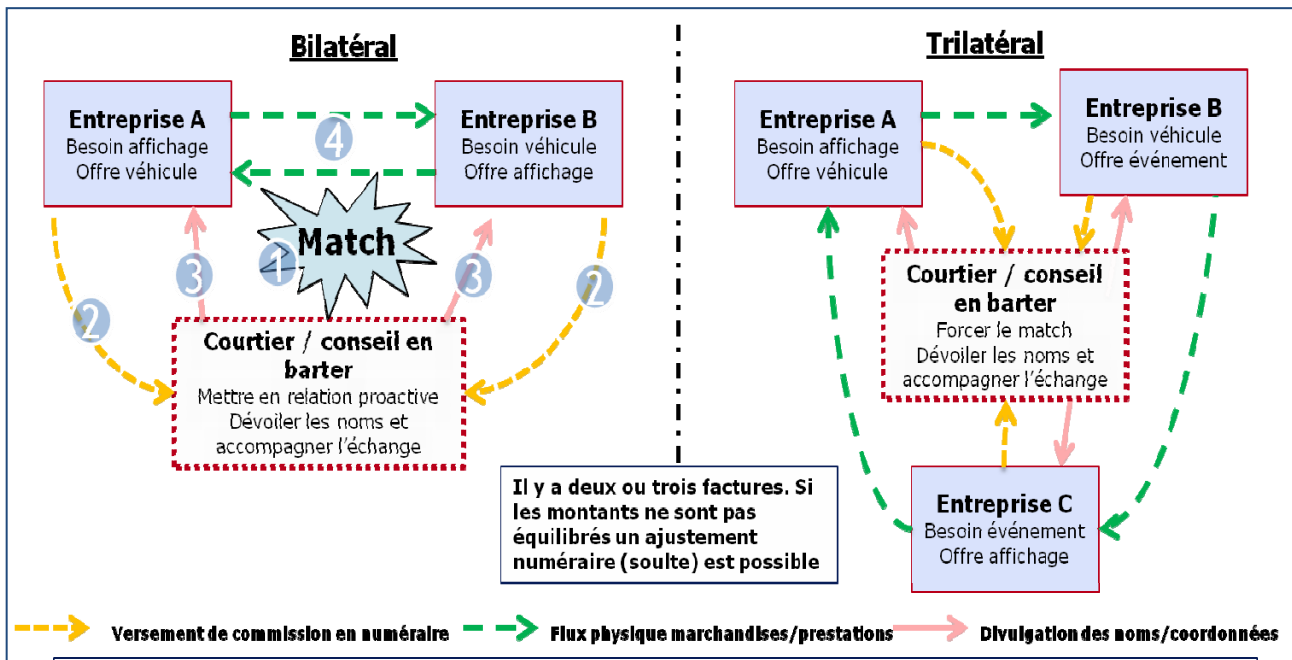 Bilatéral
Entreprise A
Besoin affichage
Offre véhicule
Entreprise B
Besoin véhicule
Offre affichage
4
1
Match
3
3
2
2
Courtier / conseil en
barter
Mettre en relation proactive
Dévoiler les noms et
accompagner l'échange
Trilatéral
Entreprise A
Besoin affichage
Offre véhicule
Entreprise B
Besoin véhicule
Offre événement
Courtier / conseil
en barter
Forcer le match
Dévoiler les noms et
accompagner l'échange
Entreprise C
Besoin événement
Offre affichage
Il y a deux ou trois factures. Si
les montants ne sont pas
équilibrés un ajustement
numéraire (soulte) est possible
Versement de commission en numéraire
Flux physique marchandises/prestations
Divulgation des noms/coordonnées